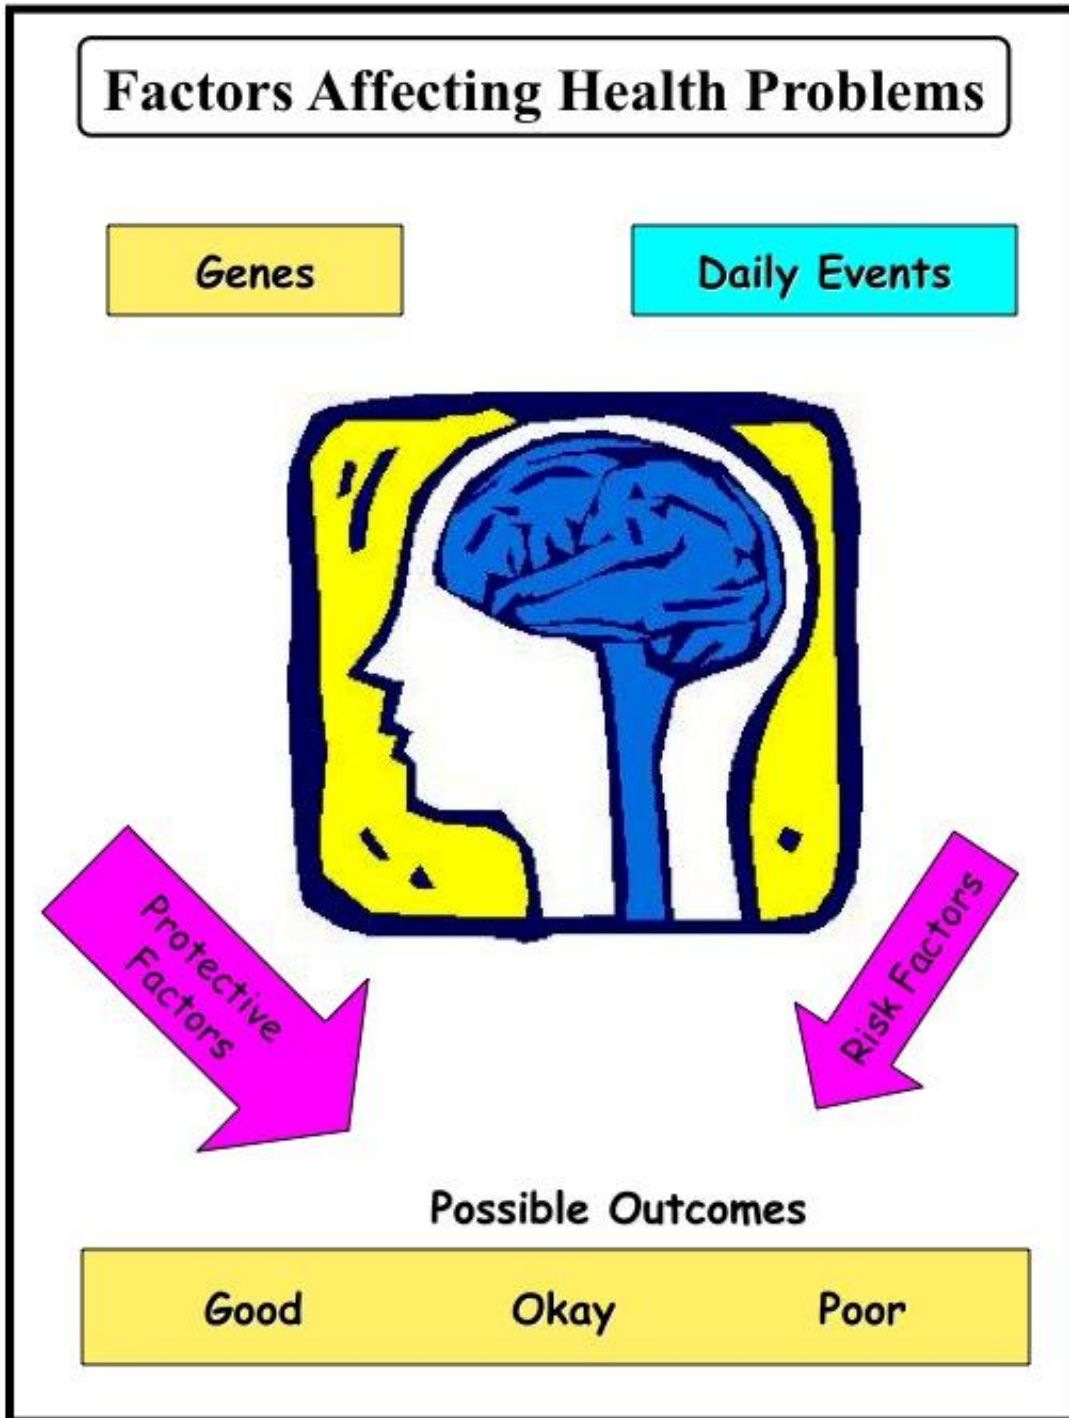 Factors Affecting Health Problems
Genes
Daily Events
Protective
Factors
Risk Factors
Possible Outcomes
Good Okay Poor